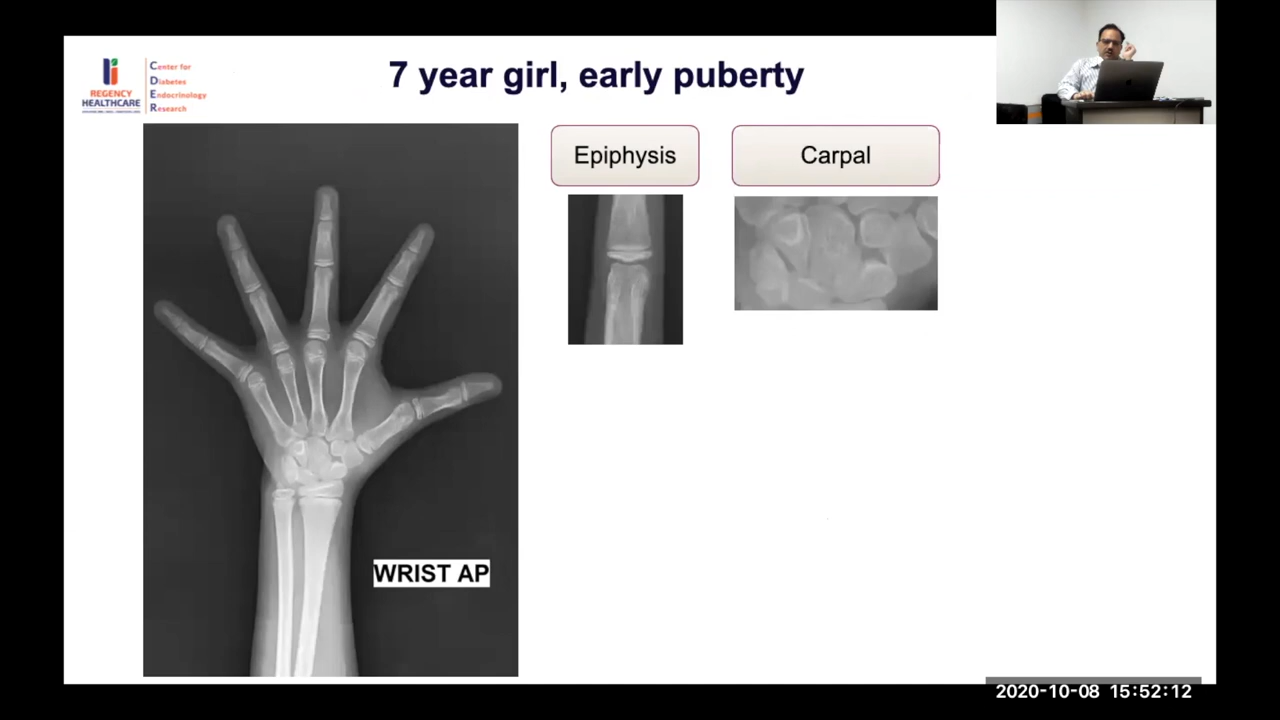 7 year girl, early puberty
REGENCY
HEALTHCARE
Center for
Diabetes
Endocrinology
Research
Epiphysis
Carpal
WRIST AP
2020-10-08 15:52:12